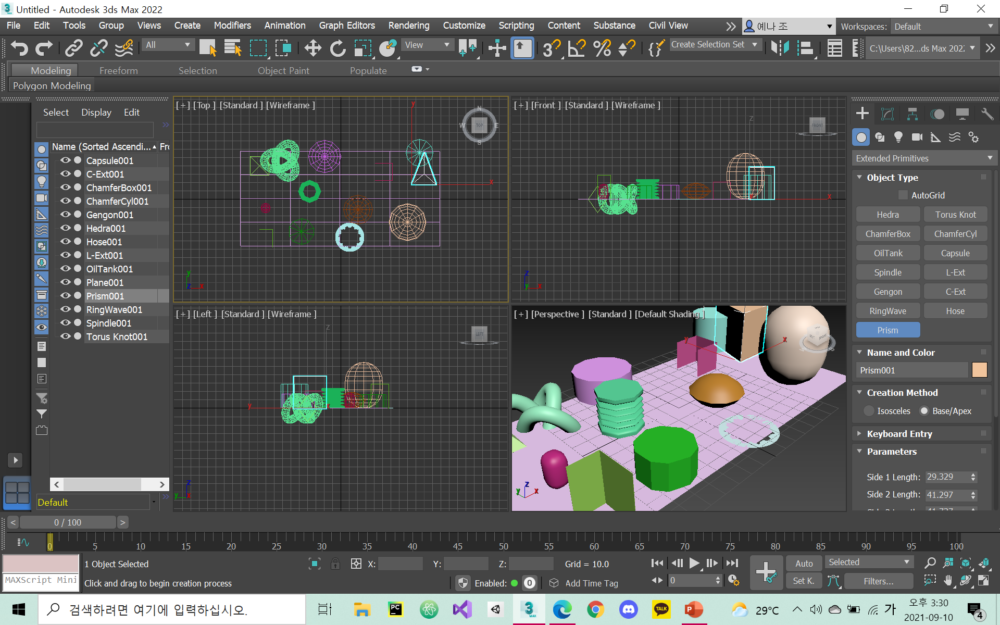 Untitled - Autodesk 3ds Max 2022
File Edit Tools Group Views Create Modifiers Animation Graph Editors Rendering Customize Scripting Content Substance Civil View
예나 조
Workspaces: Default
All
View
Create Selection Set
C:\Users\82...ds Max 2022
Modeling Freeform Selection Object Paint Populate
Polygon Modeling
Select Display Edit
Name (Sorted Ascendi... Fr
Capsule001
C-Ext001
ChamferBox001
ChamferCyl001
Gengon001
Hedra001
Hose001
L-Ext001
OilTank001
Plane001
Prism001
RingWave001
Spindle001
Torus Knot001
Default
[+] [Top ] [Standard ] [Wireframe ]
N
W TOP E
S
y
x
y
z x
[+] [Front ] [Standard ] [Wireframe ]
FRONT
z
x
z
y x
[+] [Left ] [Standard ] [Wireframe ]
LEFT
z
y
z
y x
[+] [Perspective ] [Standard ] [Default Shading ]
y x
z
y x
Extended Primitives
Object Type
AutoGrid
Hedra Torus Knot
ChamferBox ChamferCyl
OilTank Capsule
Spindle L-Ext
Gengon C-Ext
RingWave Hose
Prism
Name and Color
Prism001
Creation Method
Isosceles Base/Apex
Keyboard Entry
Parameters
Side 1 Length: 29.329
Side 2 Length: 41.297
< 0 / 100 >
0 5 10 15 20 25 30 35 40 45 50 55 60 65 70 75 80 85 90 95 100
1 Object Selected
X: Y: Z: Grid = 10.0
Auto Selected
MAXScript Mini
Click and drag to begin creation process
Enabled: 0 Add Time Tag
0
Set K. Filters...
검색하려면 여기에 입력하십시오.
PC
3
MAX
TALK
P
29°C
가
오후 3:30
2021-09-10
4